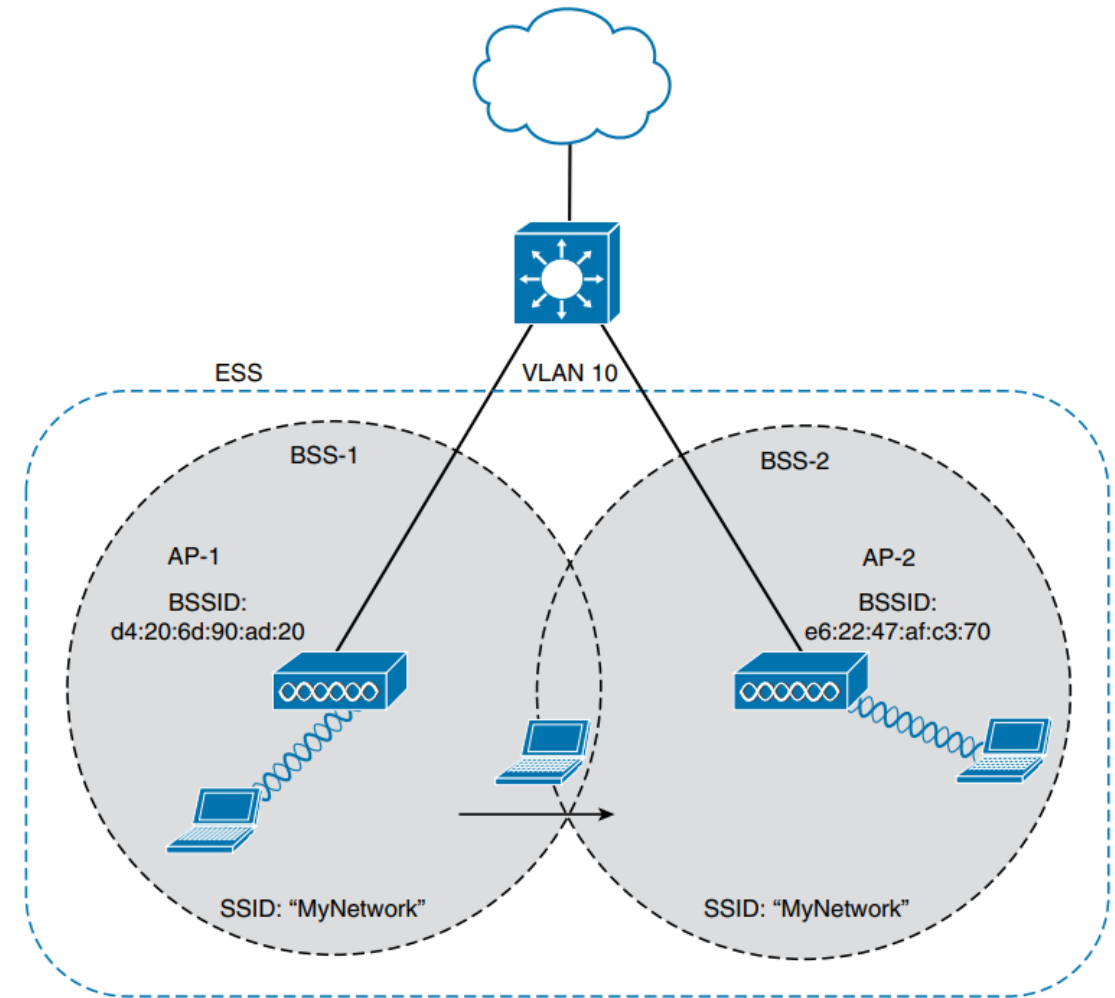 ESS
VLAN 10
BSS-1
BSS-2
AP-1
BSSID:
d4:20:6d:90:ad:20
AP-2
BSSID:
e6:22:47:af:c3:70
SSID: “MyNetwork”
SSID: “MyNetwork”